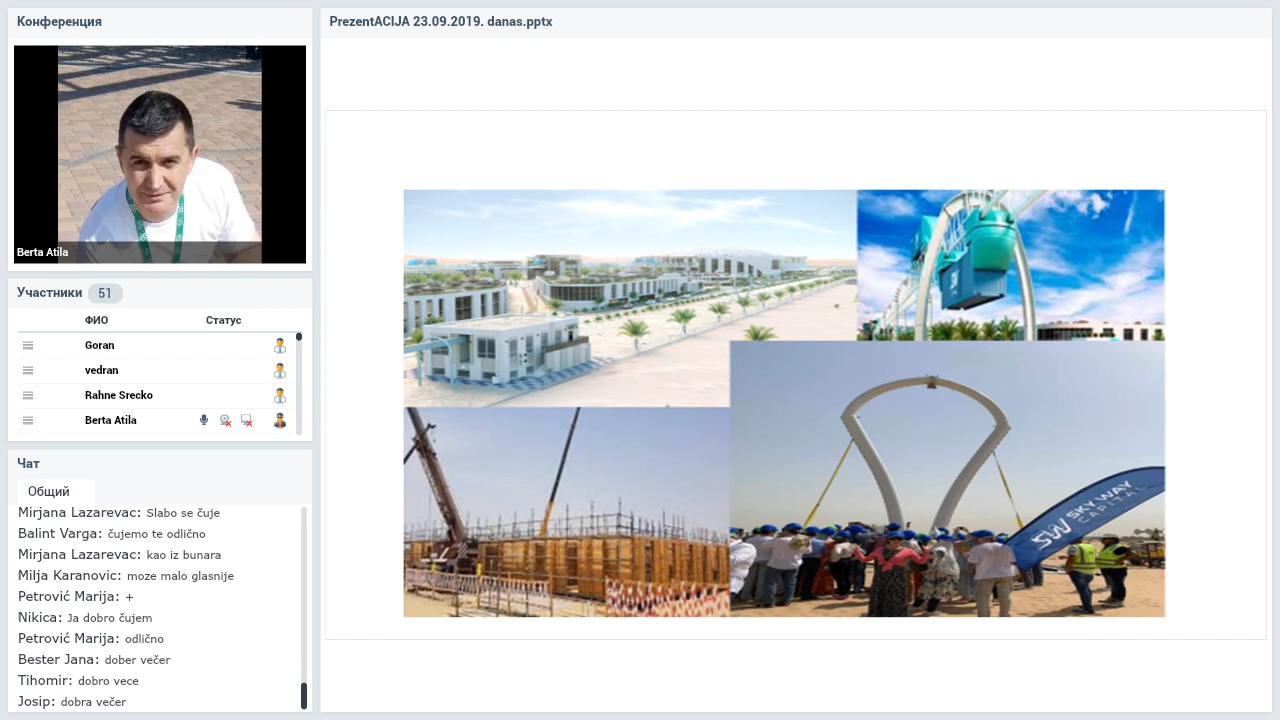 Конференция
Berta Atila
Участники 51
ФИО Статус
Goran
vedran
Rahne Srecko
Berta Atila
Чат
Общий
Mirjana Lazarevac: Slabo se čuje
Balint Varga: čujemo te odlično
Mirjana Lazarevac: kao iz bunara
Milja Karanovic: moze malo glasnije
Petrović Marija: +
Nikica: Ja dobro čujem
Petrović Marija: odlično
Bester Jana: dober večer
Tihomir: dobro vece
Josip: dobra večer
PrezentACIJA 23.09.2019. danas.pptx
SW SKYWAY
CAPITAL